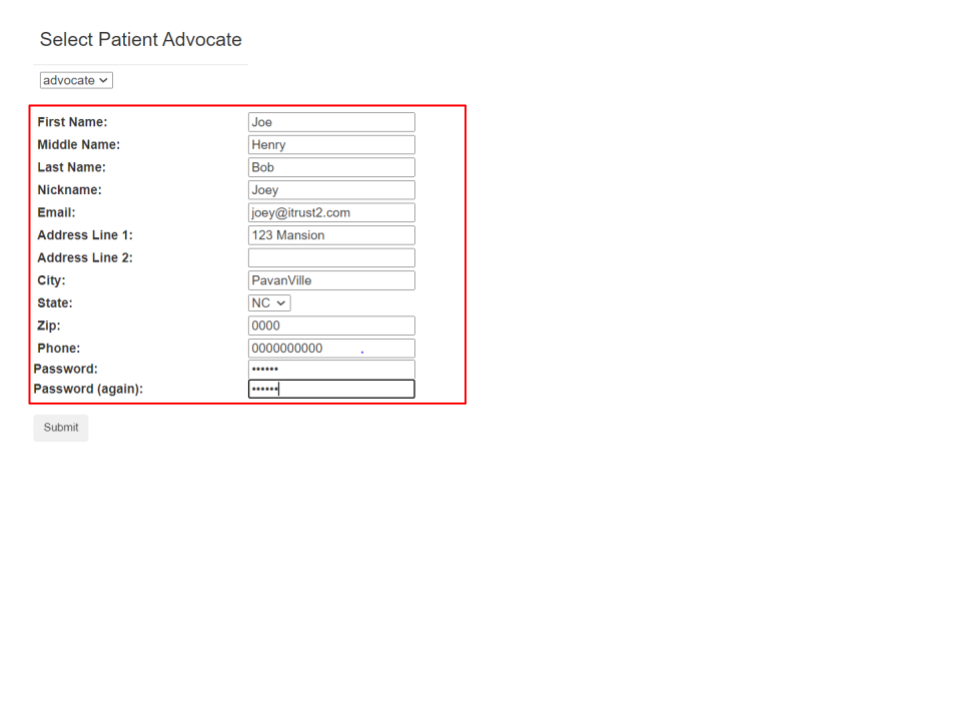 Select Patient Advocate
advocate
First Name: Joe
Middle Name: Henry
Last Name: Bob
Nickname: Joey
Email: joey@itrust2.com
Address Line 1: 123 Mansion
Address Line 2:
City: PavanVille
State: NC
Zip: 0000
Phone: 0000000000
Password: ••••••
Password (again): ••••••
Submit